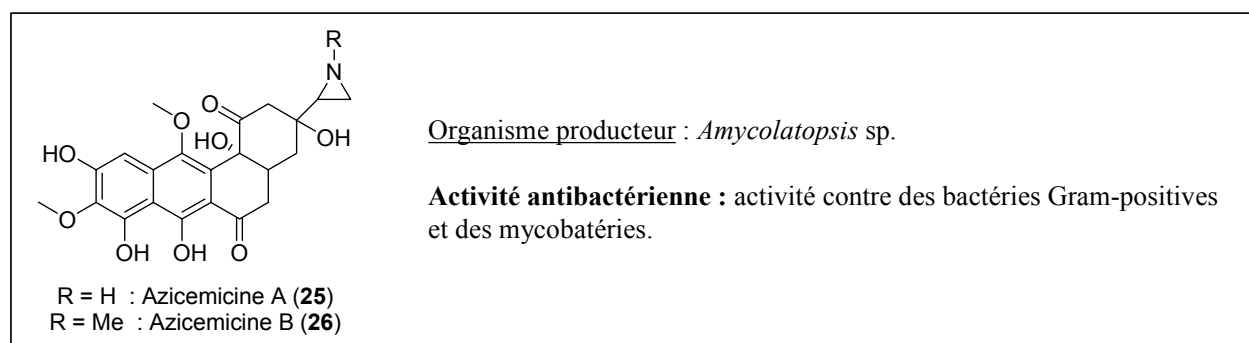 R
N
O
O
HO
OH
HO
O
OH
OH
O
R = H : Azicemicine A (25)
R = Me : Azicemicine B (26)
Organisme producteur : Amycolatopsis sp.
Activité antibactérienne : activité contre des bactéries Gram-positives
et des mycobatéries.